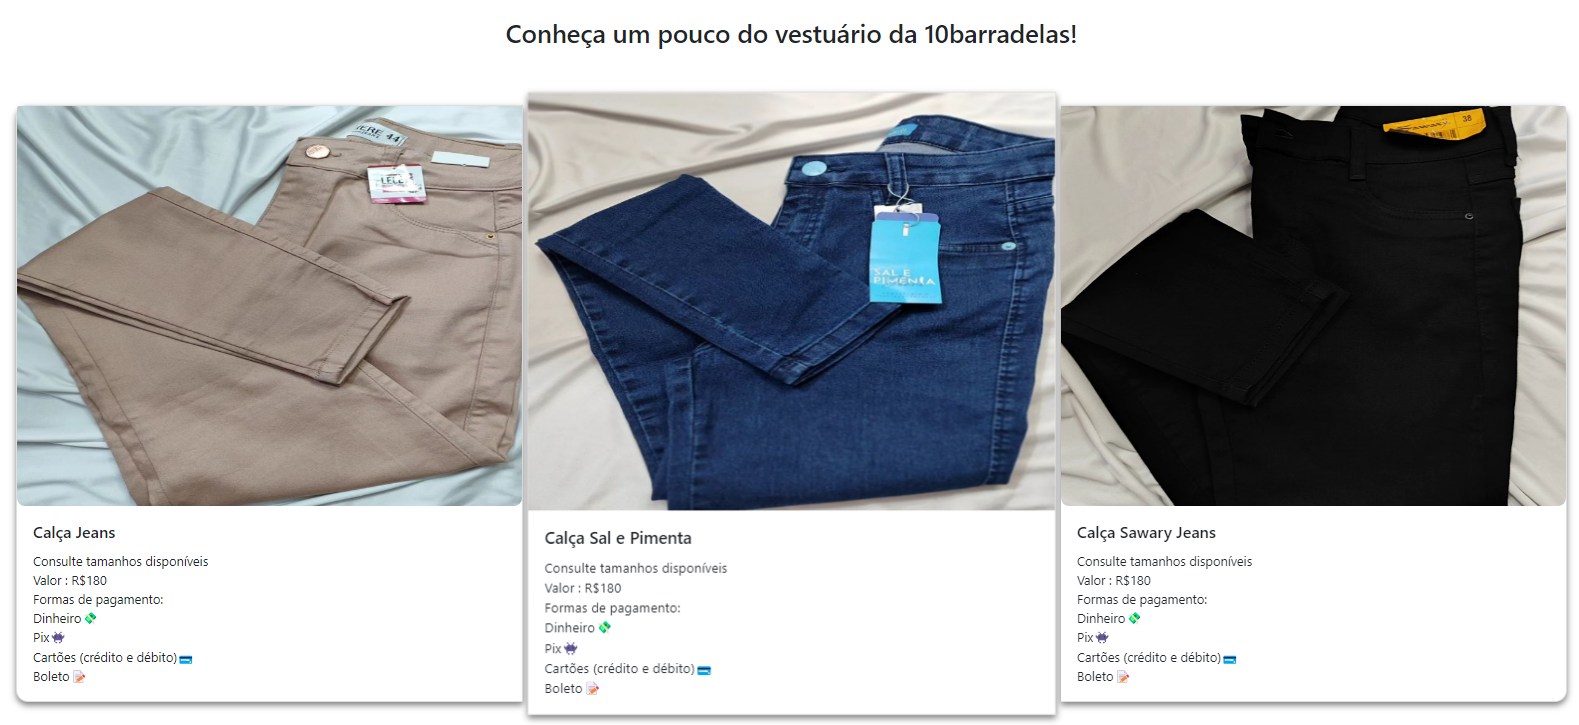 Conheça um pouco do vestuário da 10barradelas!
44
LELE
SAL E
PIMENTA
Sawary
38
Calça Jeans
Consulte tamanhos disponíveis
Valor : R$180
Formas de pagamento:
Dinheiro 💸
Pix 👾
Cartões (crédito e débito) 💳
Boleto 📝
Calça Sal e Pimenta
Consulte tamanhos disponíveis
Valor : R$180
Formas de pagamento:
Dinheiro 💸
Pix 👾
Cartões (crédito e débito) 💳
Boleto 📝
Calça Sawary Jeans
Consulte tamanhos disponíveis
Valor : R$180
Formas de pagamento:
Dinheiro 💸
Pix 👾
Cartões (crédito e débito) 💳
Boleto 📝